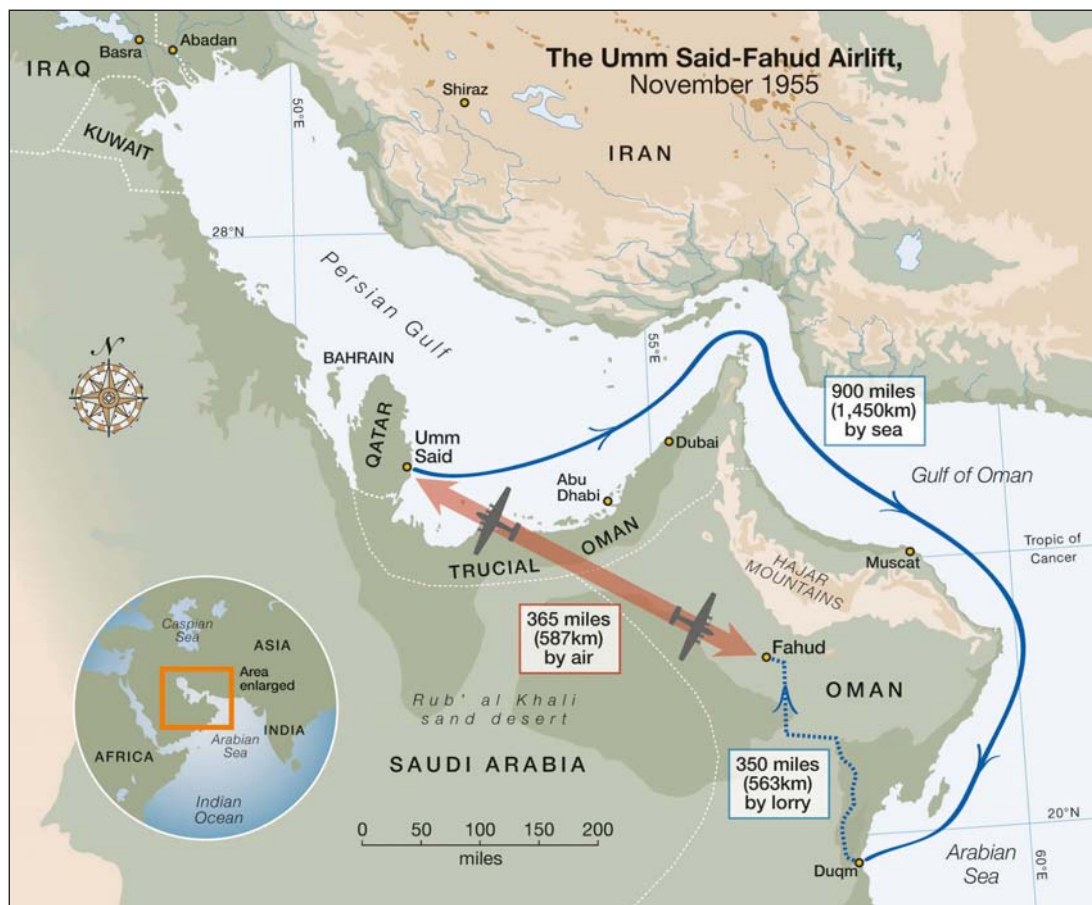 The Umm Said-Fahud Airlift,
November 1955
Basra
Abadan
IRAQ
KUWAIT
50°E
Shiraz
IRAN
28°N
Persian Gulf
N
BAHRAIN
QATAR
Umm
Said
55°E
900 miles
(1,450km)
by sea
Dubai
Abu
Dhabi
Gulf of Oman
TRUCIAL OMAN
Muscat
Tropic of
Cancer
HAJAR
MOUNTAINS
365 miles
(587km)
by air
Fahud
OMAN
Rub' al Khali
sand desert
SAUDI ARABIA
350 miles
(563km)
by lorry
Caspian
Sea
ASIA
Area
enlarged
INDIA
Arabian
Sea
AFRICA
Indian
Ocean
0 50 100 150 200
miles
20°N
60°E
Duqm
Arabian
Sea